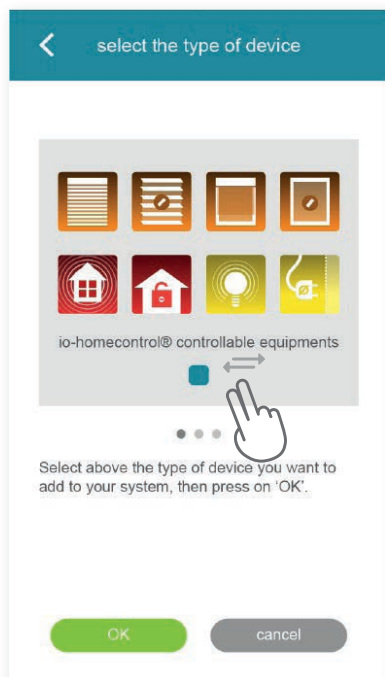 select the type of device
io-homecontrol® controllable equipments
Select above the type of device you want to
add to your system, then press on 'OK'.
OK
cancel